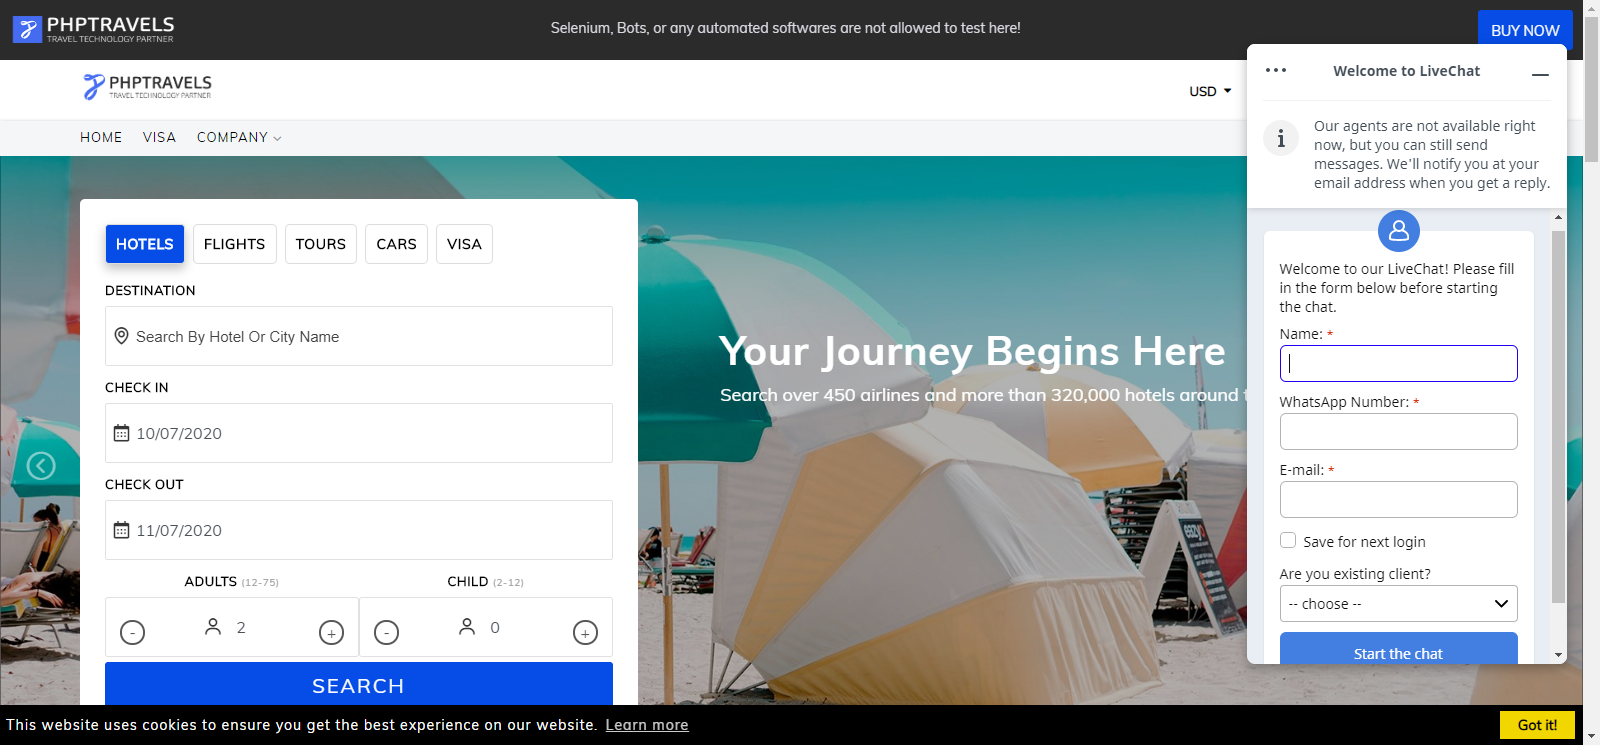 PHPTRAVELS
TRAVEL TECHNOLOGY PARTNER
Selenium, Bots, or any automated softwares are not allowed to test here!
BUY NOW
PHPTRAVELS
TRAVEL TECHNOLOGY PARTNER
USD
HOME VISA COMPANY
HOTELS FLIGHTS TOURS CARS VISA
DESTINATION
Search By Hotel Or City Name
CHECK IN
10/07/2020
CHECK OUT
11/07/2020
ADULTS (12-75) CHILD (2-12)
- 2 + - 0 +
SEARCH
Your Journey Begins Here
Search over 450 airlines and more than 320,000 hotels around
Welcome to LiveChat
Our agents are not available right
now, but you can still send
messages. We'll notify you at your
email address when you get a reply.
Welcome to our LiveChat! Please fill
in the form below before starting
the chat.
Name: *
WhatsApp Number: *
E-mail: *
Save for next login
Are you existing client?
-- choose --
Start the chat
This website uses cookies to ensure you get the best experience on our website. Learn more
Got it!